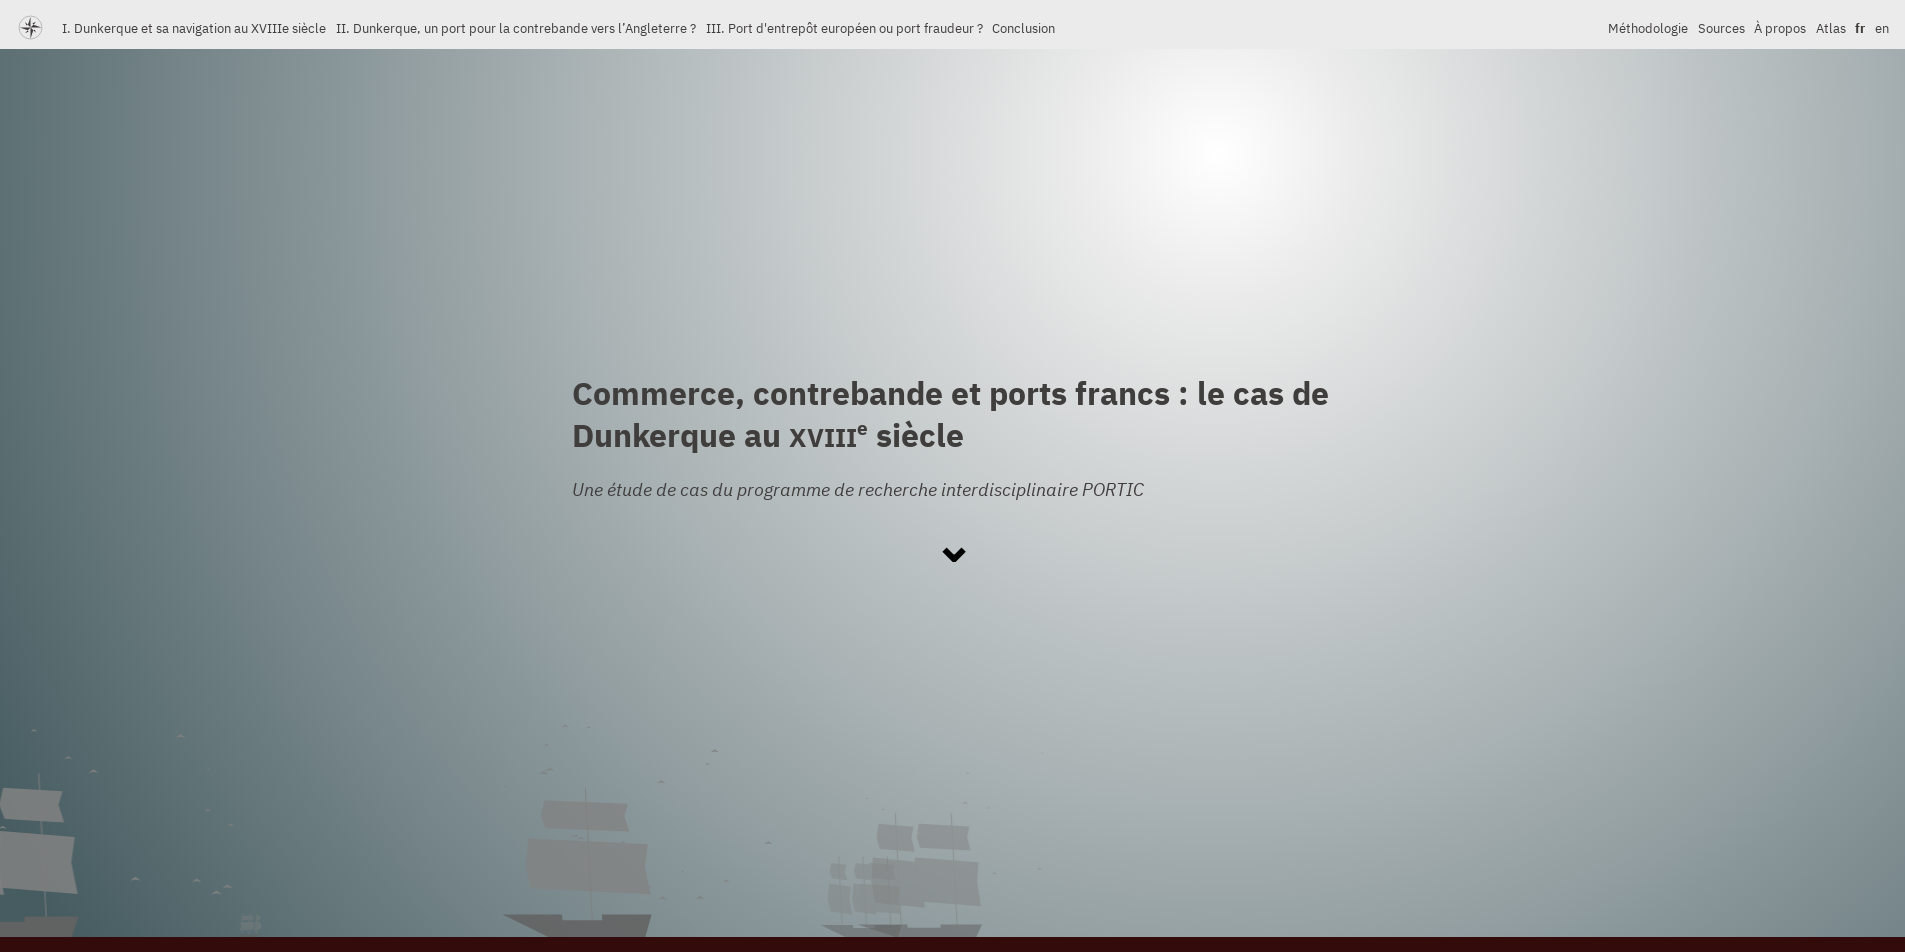 I. Dunkerque et sa navigation au XVIIIe siècle II. Dunkerque, un port pour la contrebande vers l’Angleterre ? III. Port d'entrepôt européen ou port fraudeur ? Conclusion Méthodologie Sources À propos Atlas fr en
Commerce, contrebande et ports francs : le cas de
Dunkerque au XVIIIe siècle
Une étude de cas du programme de recherche interdisciplinaire PORTIC